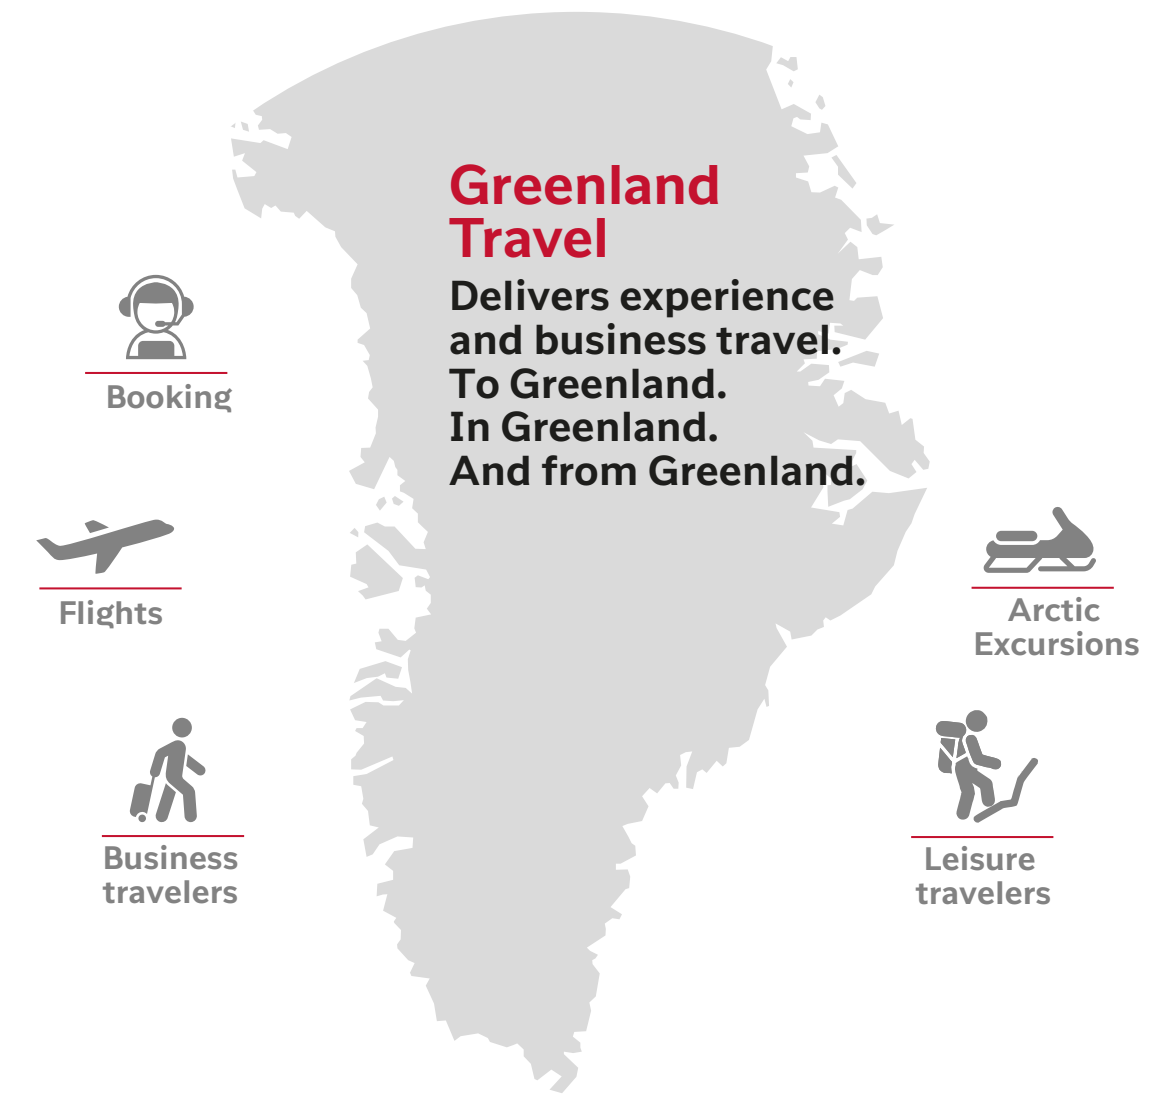 Greenland
Travel
Delivers experience
and business travel.
To Greenland.
In Greenland.
And from Greenland.
Booking
Flights
Business
travelers
Arctic
Excursions
Leisure
travelers